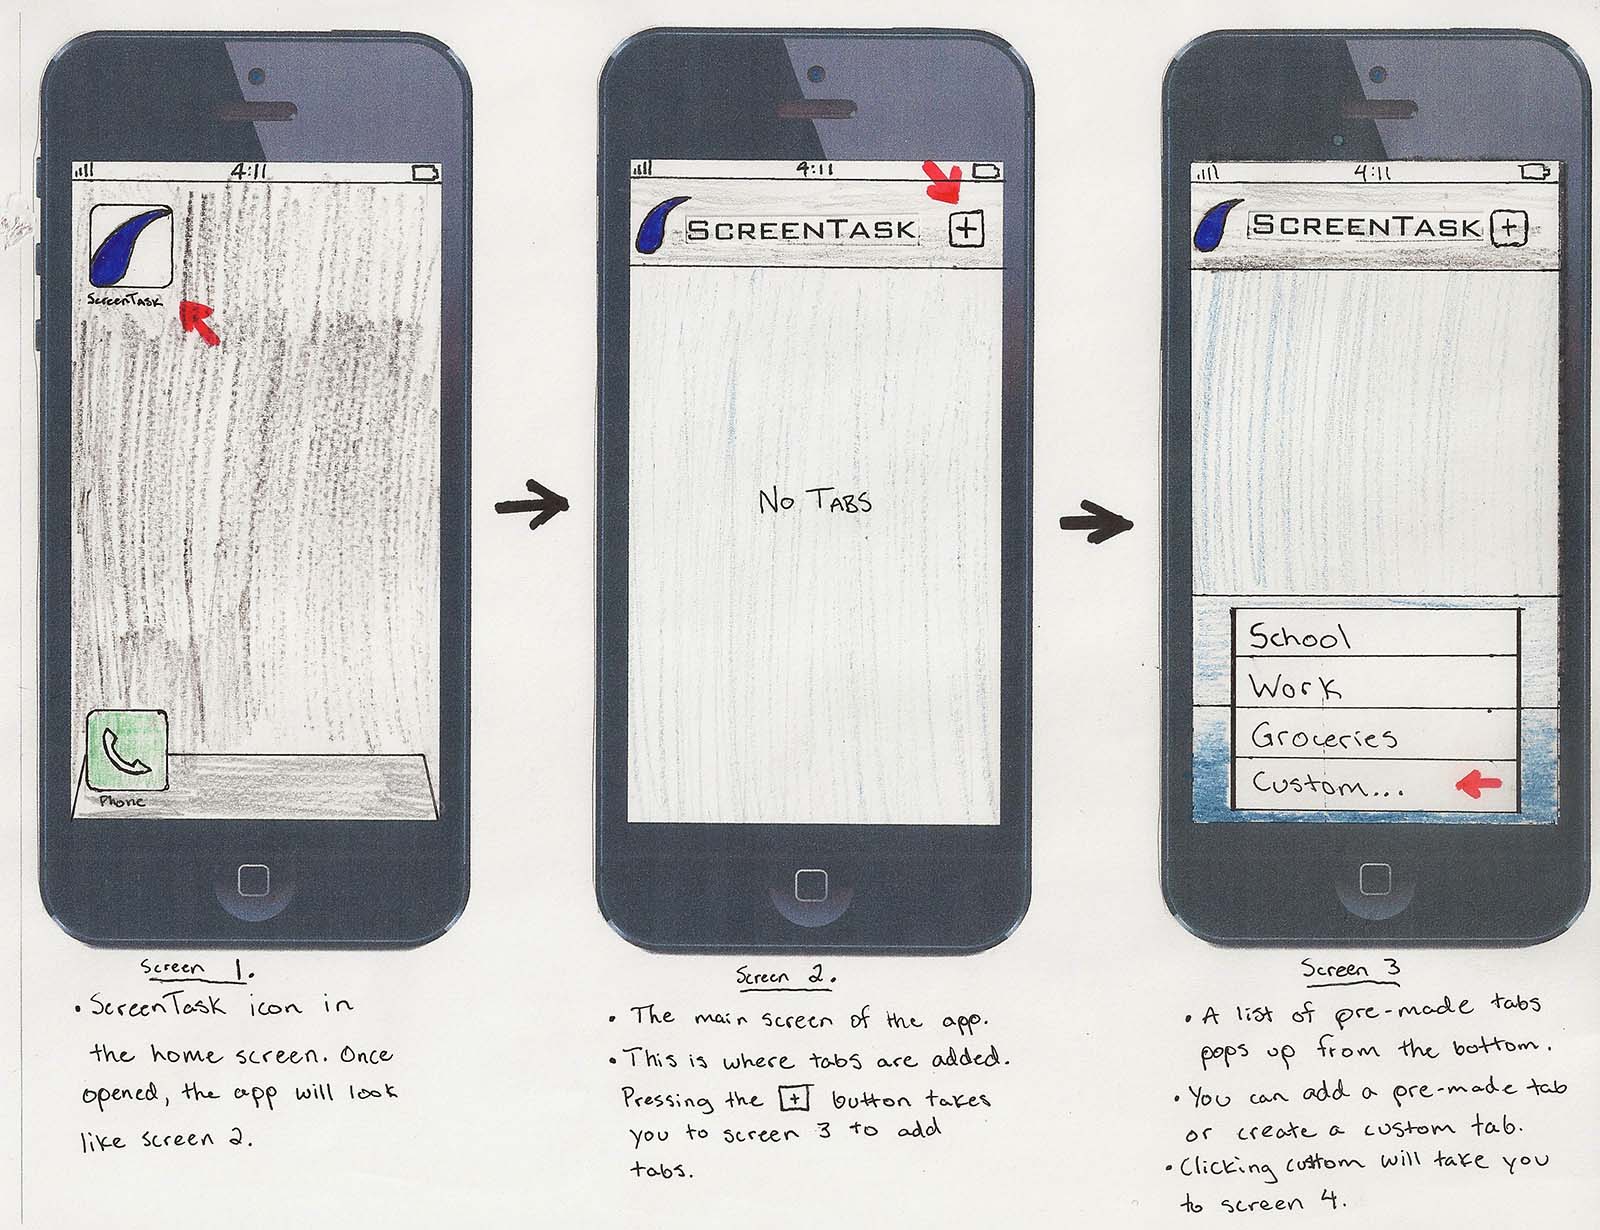 4:11
ScreenTask
Phone
4:11
SCREENTASK +
No TABS
4:11
SCREENTASK +
School
Work
Groceries
Custom...
Screen 1.
• ScreenTask icon in
the home screen. Once
opened, the app will look
like screen 2.
Screen 2.
• The main screen of the app.
• This is where tabs are added.
Pressing the + button takes
you to screen 3 to add
tabs.
Screen 3
• A list of pre-made tabs
pops up from the bottom.
• You can add a pre-made tab
or create a custom tab.
• Clicking custom will take you
to screen 4.